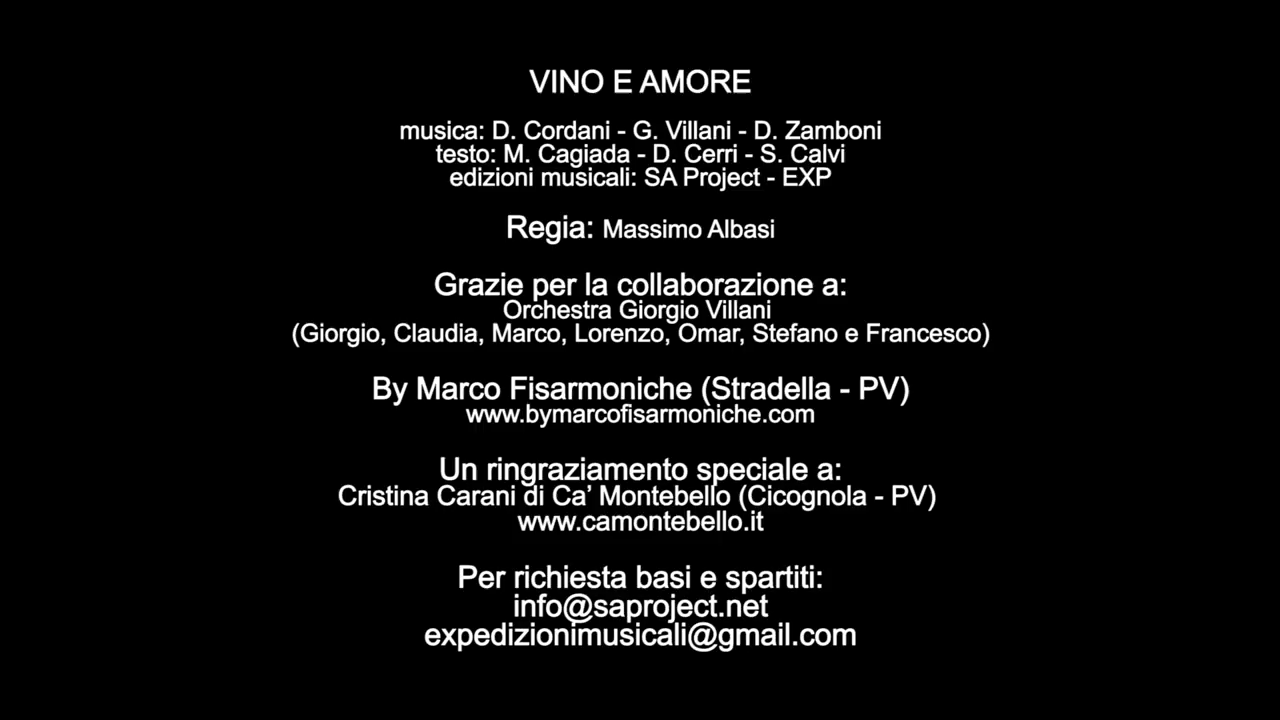 VINO E AMORE
musica: D. Cordani - G. Villani - D. Zamboni
testo: M. Cagiada - D. Cerri - S. Calvi
edizioni musicali: SA Project - EXP
Regia: Massimo Albasi
Grazie per la collaborazione a:
Orchestra Giorgio Villani
(Giorgio, Claudia, Marco, Lorenzo, Omar, Stefano e Francesco)
By Marco Fisarmoniche (Stradella - PV)
www.bymarcofisarmoniche.com
Un ringraziamento speciale a:
Cristina Carani di Ca’ Montebello (Cicognola - PV)
www.camontebello.it
Per richiesta basi e spartiti:
info@saproject.net
expedizionimusicali@gmail.com